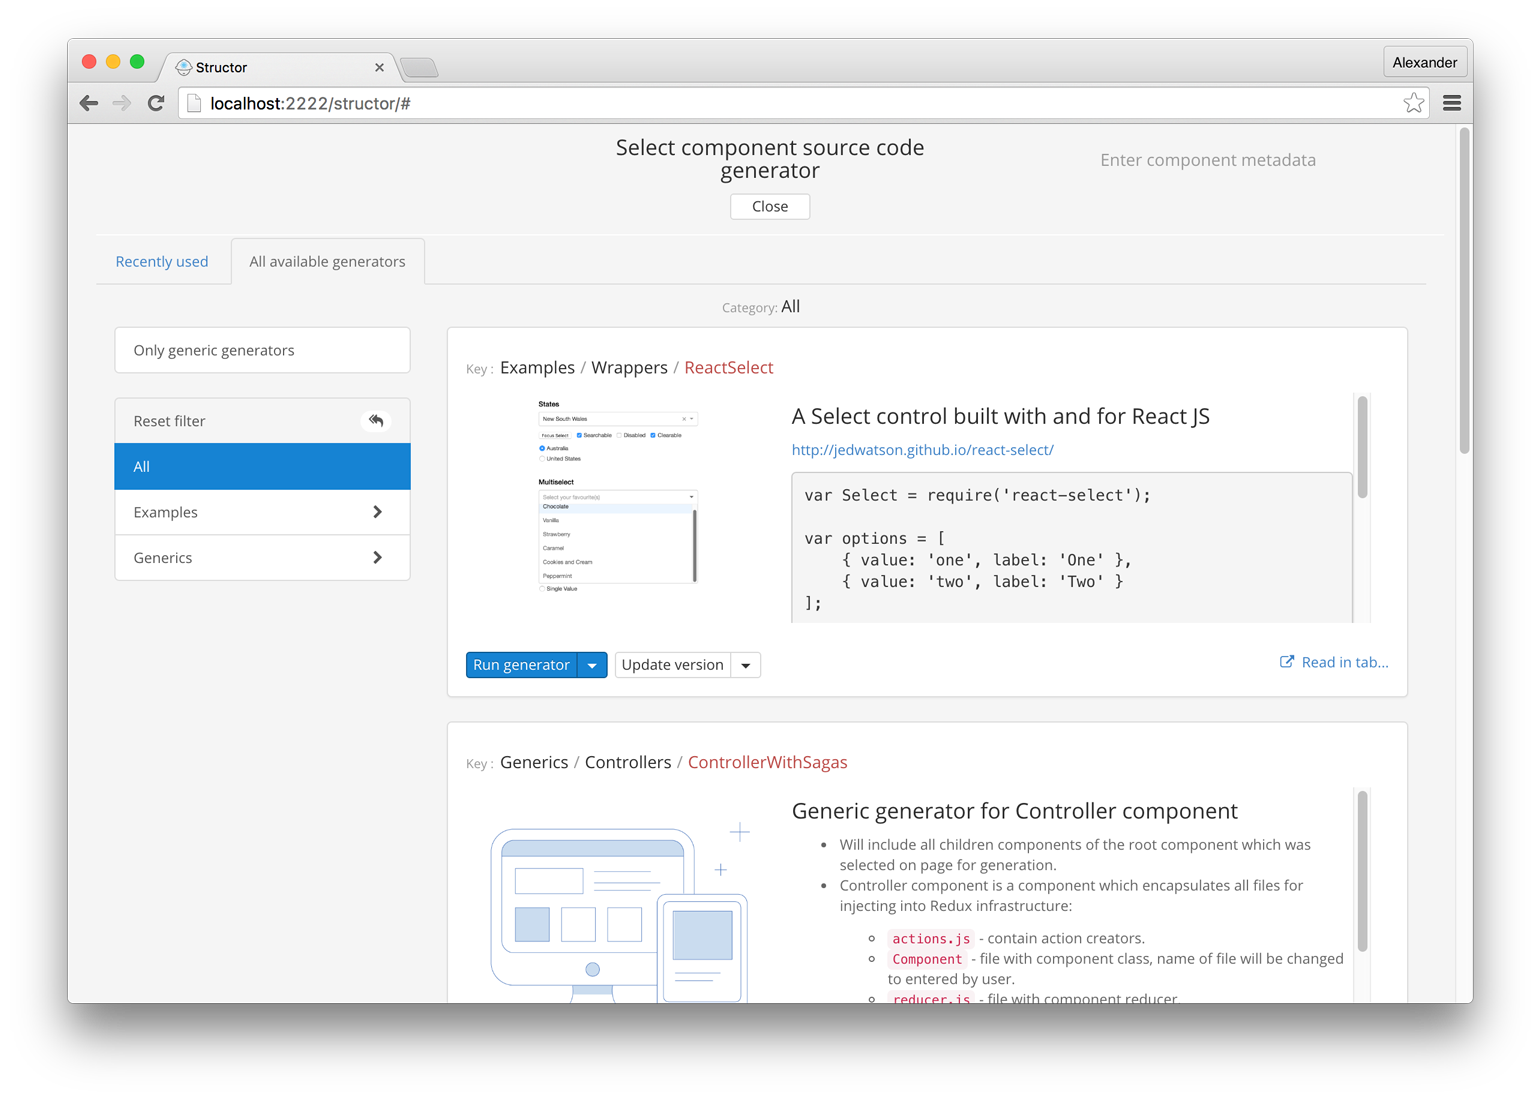 Structor
Alexander
localhost:2222/structor/#
Select component source code
generator
Enter component metadata
Close
Recently used
All available generators
Category: All
Only generic generators
Reset filter
All
Examples
Generics
Key : Examples / Wrappers / ReactSelect
States
New South Wales
Focus Select Searchable Disabled Clearable
Australia
United States
Multiselect
Select your favourite(s)
Chocolate
Vanilla
Strawberry
Caramel
Cookies and Cream
Peppermint
Single Value
A Select control built with and for React JS
http://jedwatson.github.io/react-select/
var Select = require('react-select');
var options = [
{ value: 'one', label: 'One' },
{ value: 'two', label: 'Two' }
];
Run generator
Update version
Read in tab...
Key : Generics / Controllers / ControllerWithSagas
Generic generator for Controller component
Will include all children components of the root component which was
selected on page for generation.
Controller component is a component which encapsulates all files for
injecting into Redux infrastructure:
actions.js - contain action creators.
Component - file with component class, name of file will be changed
to entered by user.
reducer.js - file with component reducer